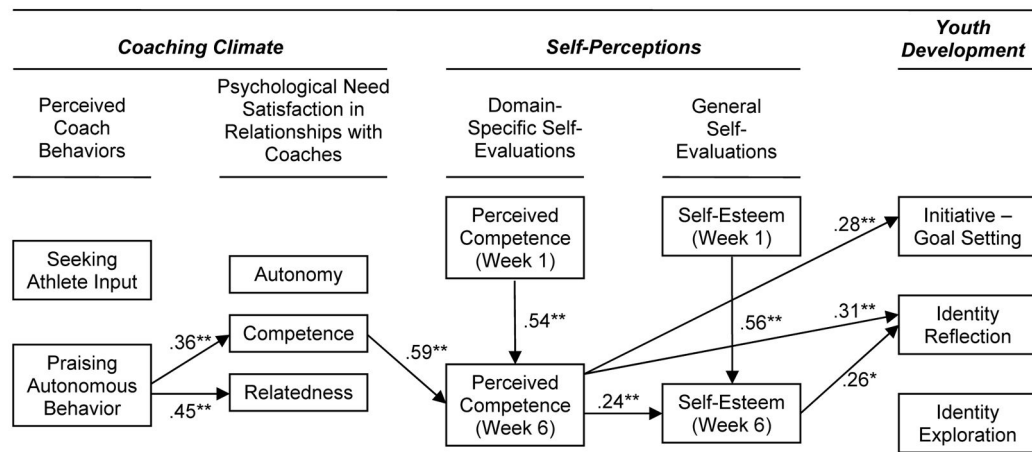 Coaching Climate
Self-Perceptions
Youth
Development
Perceived
Coach
Behaviors
Psychological Need
Satisfaction in
Relationships with
Coaches
Domain-
Specific Self-
Evaluations
General
Self-
Evaluations
Seeking
Athlete Input
Praising
Autonomous
Behavior
.36**
.45**
Autonomy
Competence
Relatedness
.59**
Perceived
Competence
(Week 1)
.54**
Perceived
Competence
(Week 6)
.24**
Self-Esteem
(Week 1)
.56**
Self-Esteem
(Week 6)
.28**
.31**
.26*
Initiative –
Goal Setting
Identity
Reflection
Identity
Exploration